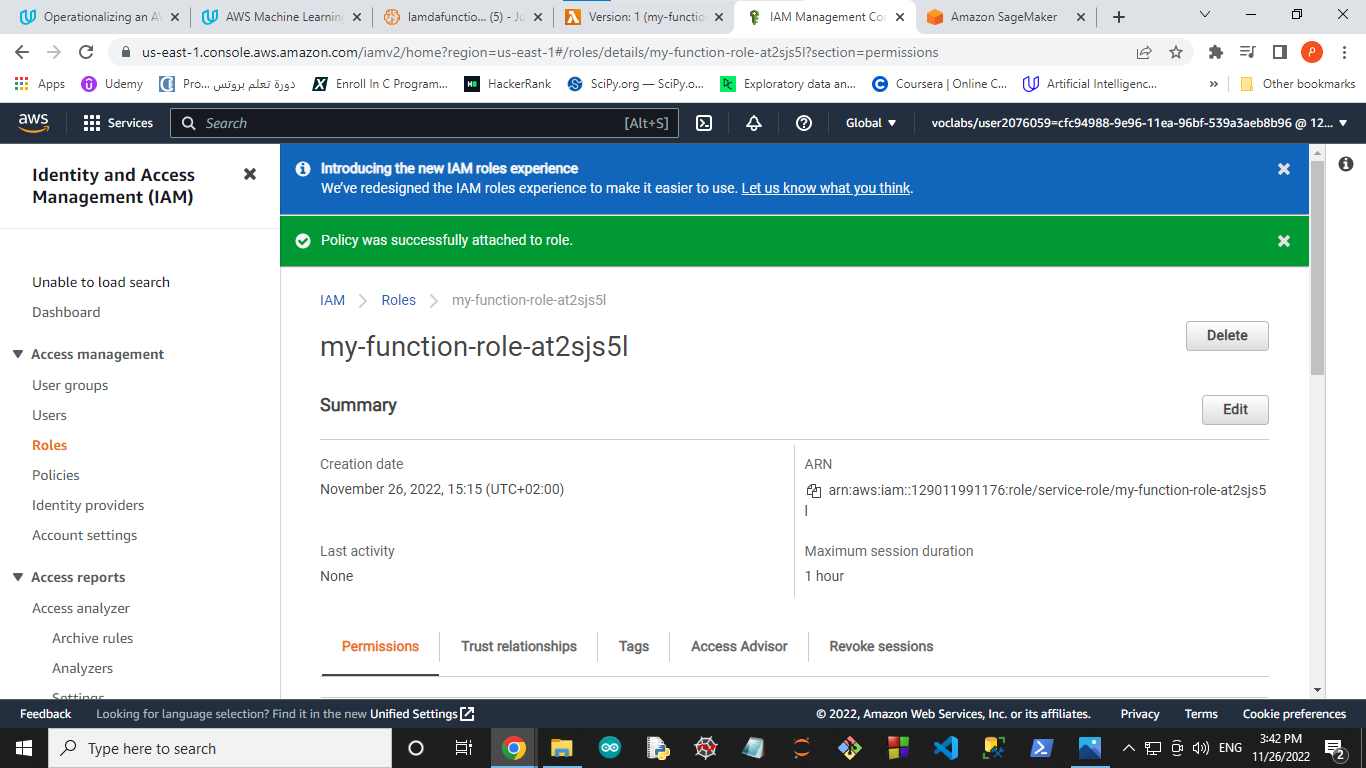 Operationalizing an AV
AWS Machine Learning
lamdafunctio... (5) - Ju
Version: 1 (my-functio
IAM Management Co
Amazon SageMaker
us-east-1.console.aws.amazon.com/iamv2/home?region=us-east-1#/roles/details/my-function-role-at2sjs5l?section=permissions
P
Apps
Udemy
دورة تعلم بروتس ...Pro
Enroll In C Program...
HackerRank
SciPy.org — SciPy.o...
Exploratory data an...
Coursera | Online C...
Artificial Intelligenc...
»
Other bookmarks
aws
Services
Search
[Alt+S]
Global
voclabs/user2076059=cfc94988-9e96-11ea-96bf-539a3aeb8b96 @ 12...
Identity and Access
Management (IAM)
Unable to load search
Dashboard
Access management
User groups
Users
Roles
Policies
Identity providers
Account settings
Access reports
Access analyzer
Archive rules
Analyzers
Settings
Introducing the new IAM roles experience
We've redesigned the IAM roles experience to make it easier to use. Let us know what you think.
Policy was successfully attached to role.
IAM
Roles
my-function-role-at2sjs5l
my-function-role-at2sjs5l
Delete
Summary
Edit
Creation date
November 26, 2022, 15:15 (UTC+02:00)
ARN
arn:aws:iam::129011991176:role/service-role/my-function-role-at2sjs5
l
Last activity
None
Maximum session duration
1 hour
Permissions
Trust relationships
Tags
Access Advisor
Revoke sessions
Feedback
Looking for language selection? Find it in the new Unified Settings
© 2022, Amazon Web Services, Inc. or its affiliates.
Privacy
Terms
Cookie preferences
Type here to search
ENG
3:42 PM
11/26/2022
2